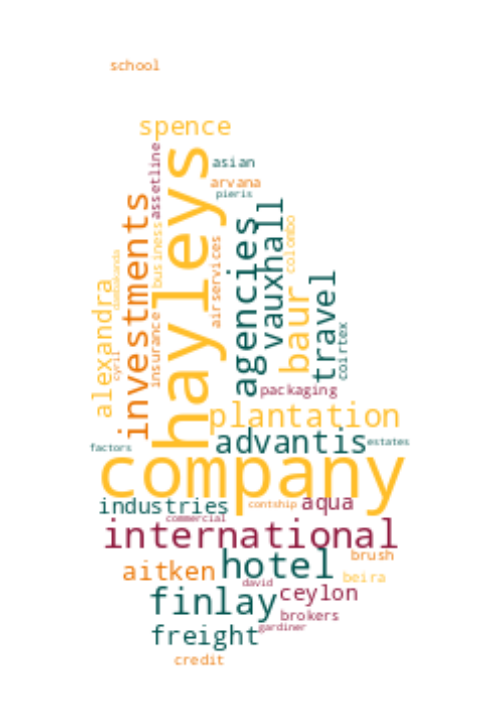 school
spence
assetline
asian
hayleys
arvana
pieris
investments
agencies
vauxhall
business
colombo
airservices
baur
travel
dambakanda
alexandra
insurance
cyril
coirtex
packaging
plantation
advantis
estates
factors
company
industries
contship
aqua
commercial
international
hotel
brush
aitken
beira
david
ceylon
finlay
brokers
freight
gardiner
credit